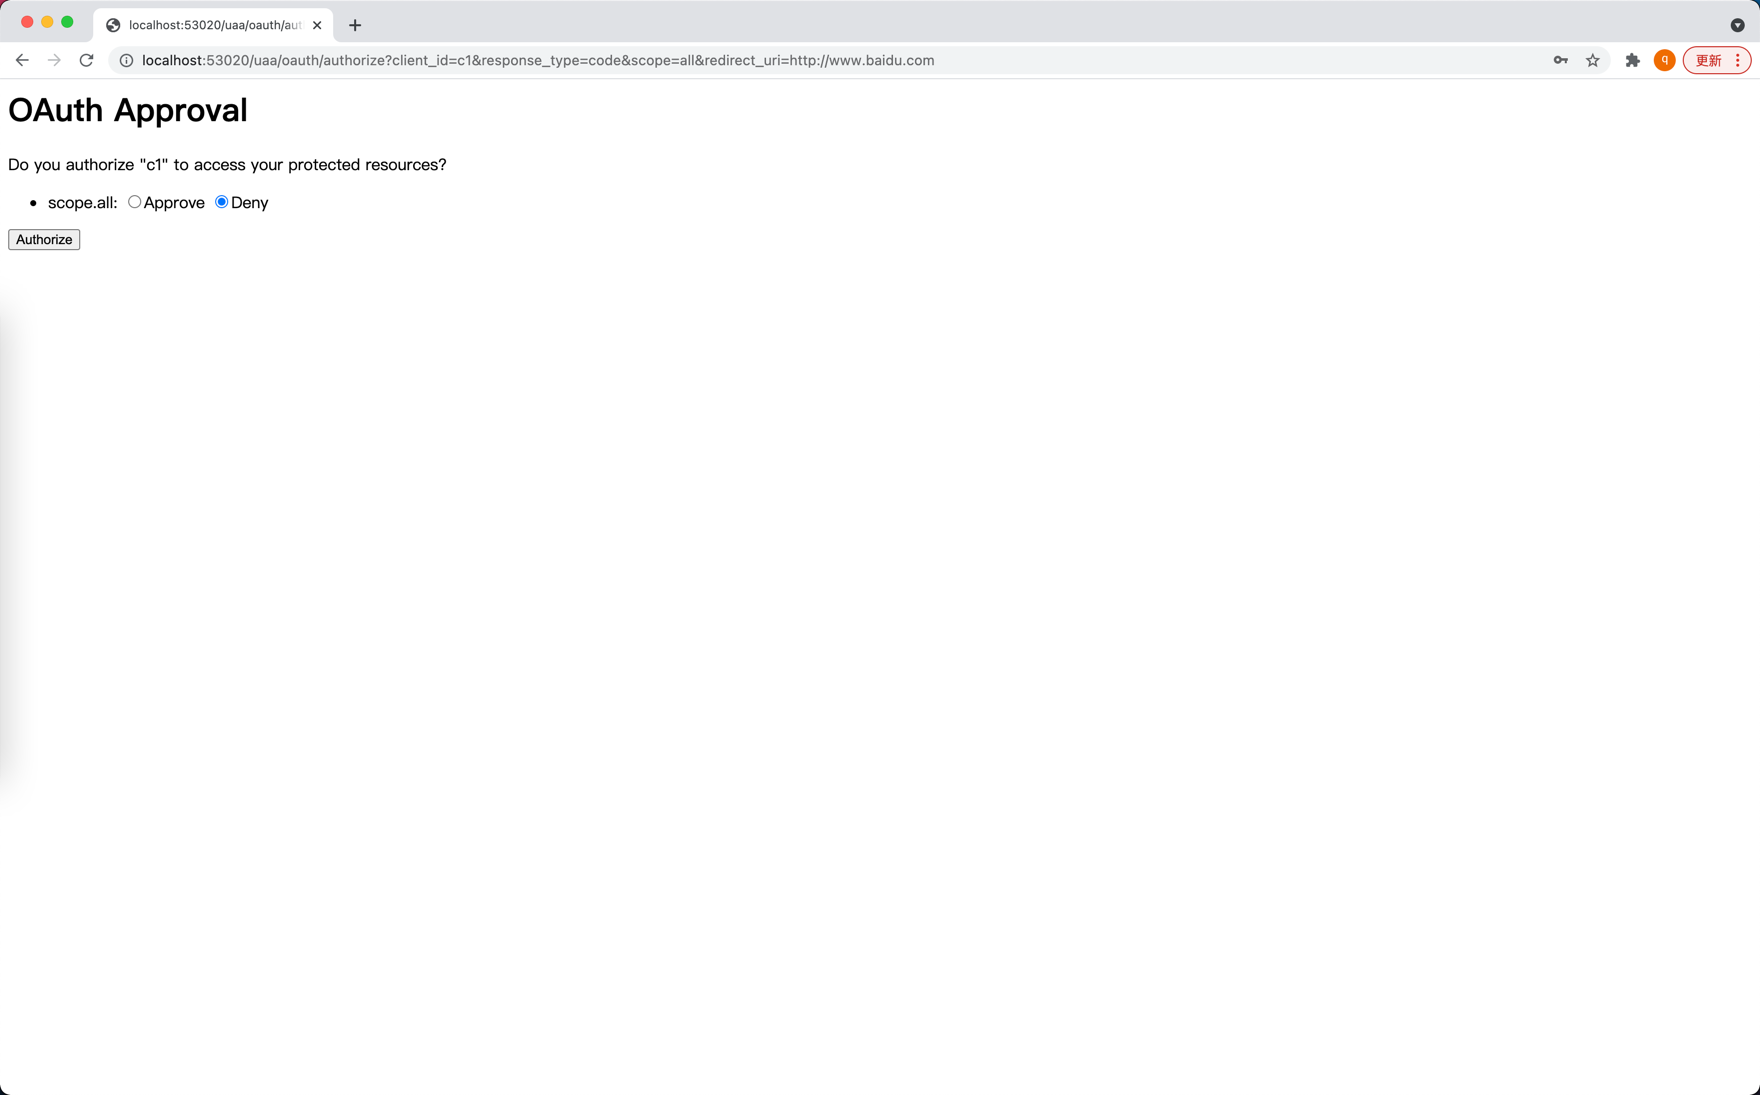 localhost:53020/uaa/oauth/aut
localhost:53020/uaa/oauth/authorize?client_id=c1&response_type=code&scope=all&redirect_uri=http://www.baidu.com
q
更新
OAuth Approval
Do you authorize "c1" to access your protected resources?
scope.all: Approve Deny
Authorize